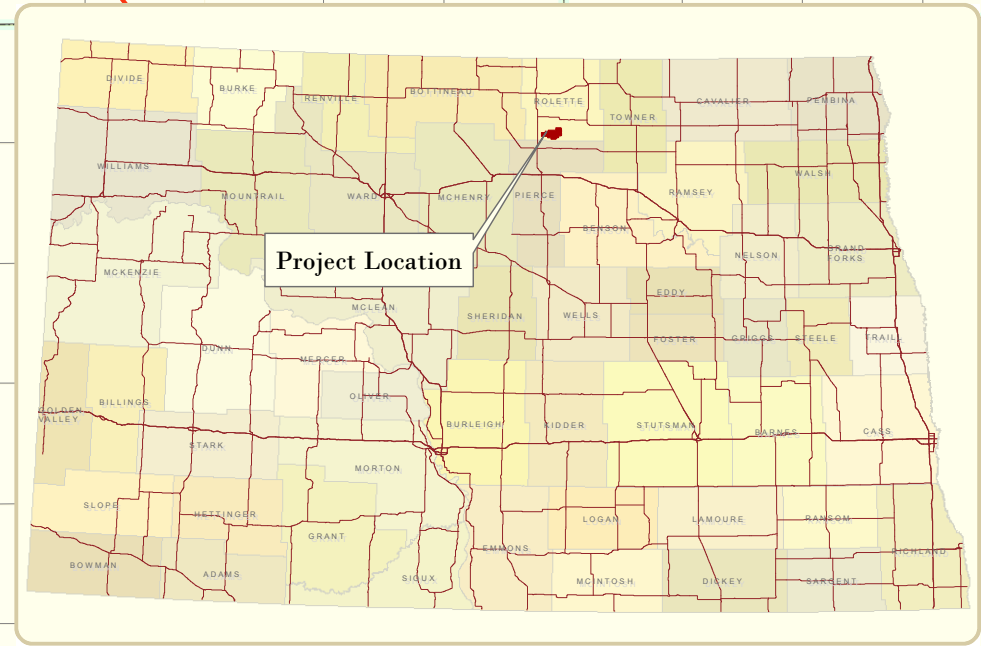 DIVIDE
BURKE
RENVILLE
BOTTINEAU
ROLETTE
TOWNER
CAVALIER
PEMBINA
WILLIAMS
MOUNTRAIL
WARD
MCHENRY
PIERCE
RAMSEY
WALSH
BENSON
NELSON
GRAND
FORKS
Project Location
MCKENZIE
MCLEAN
SHERIDAN
WELLS
EDDY
FOSTER
GRIGGS
STEELE
TRAIL
DUNN
MERCER
OLIVER
BILLINGS
GOLDEN
VALLEY
STARK
BURLEIGH
KIDDER
STUTSMAN
BARNES
CASS
MORTON
SLOPE
HETTINGER
GRANT
LOGAN
LAMOURE
RANSOM
EMMONS
RICHLAND
BOWMAN
ADAMS
SIOUX
MCINTOSH
DICKEY
SARGENT